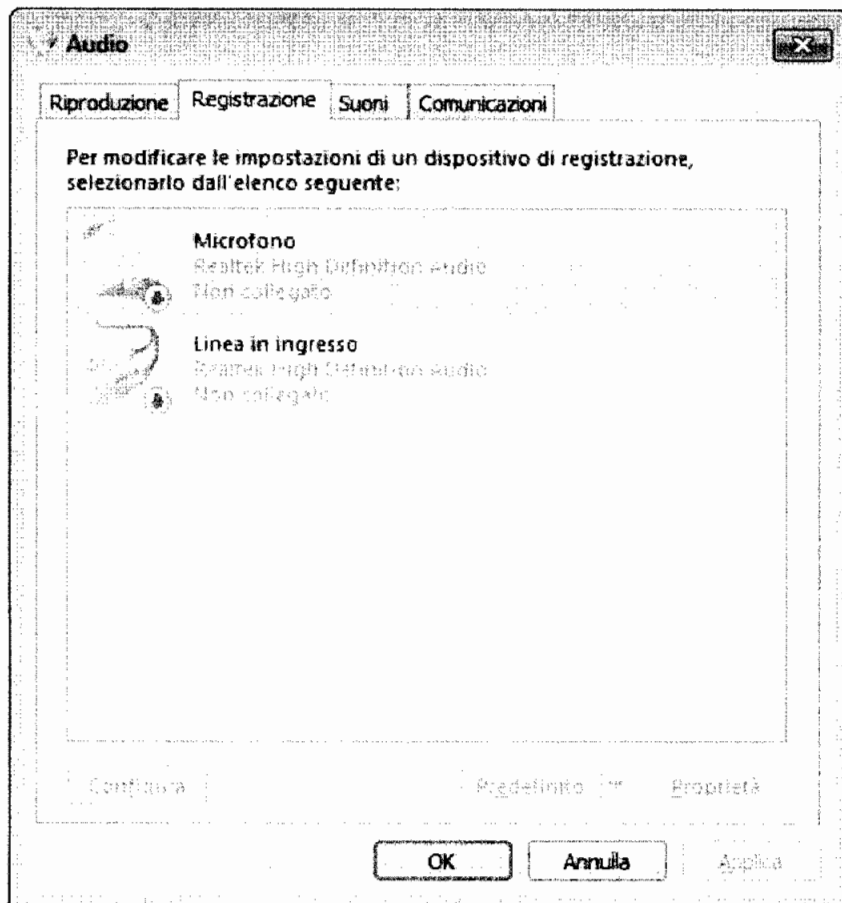 Audio
Riproduzione Registrazione Suoni Comunicazioni
Per modificare le impostazioni di un dispositivo di registrazione,
selezionarlo dall'elenco seguente:
Microfono
Realtek High Definition Audio
Non collegato
Linea in ingresso
Realtek High Definition Audio
Non collegato
Configura Predefinito Proprietà
OK Annulla Applica